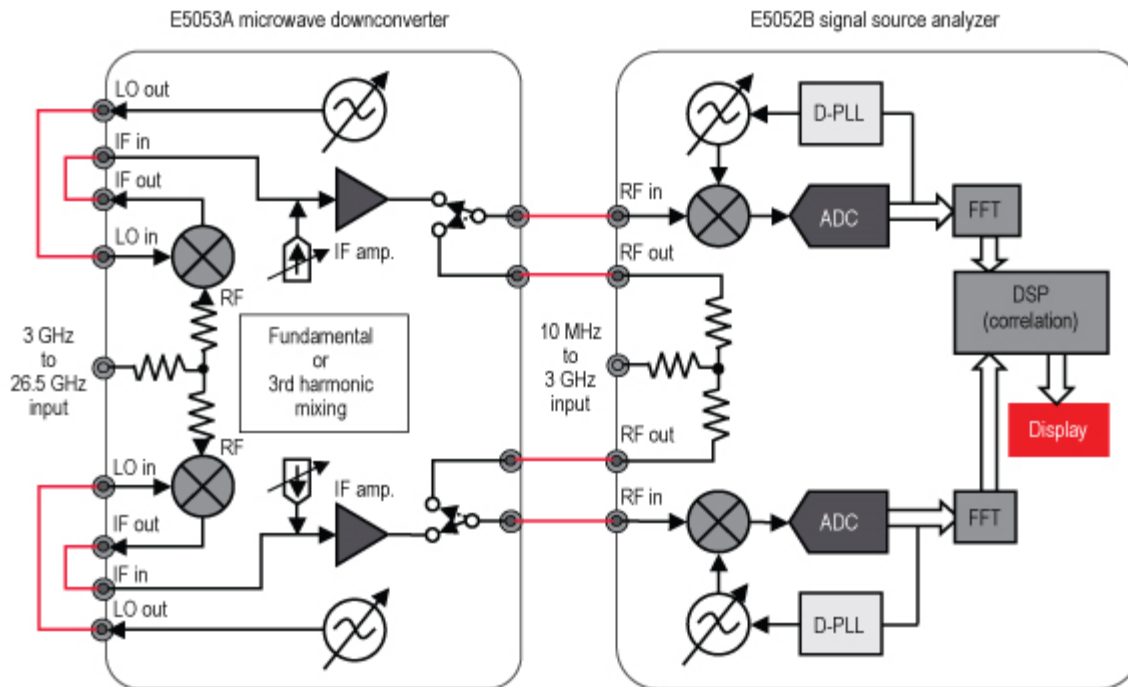 E5053A microwave downconverter
E5052B signal source analyzer
LO out
IF in
IF out
LO in
RF
IF amp.
3 GHz
to
26.5 GHz
input
Fundamental
or
3rd harmonic
mixing
RF
LO in
IF out
IF in
LO out
IF amp.
RF in
RF out
10 MHz
to
3 GHz
input
RF out
RF in
D-PLL
ADC
FFT
DSP
(correlation)
Display
ADC
FFT
D-PLL